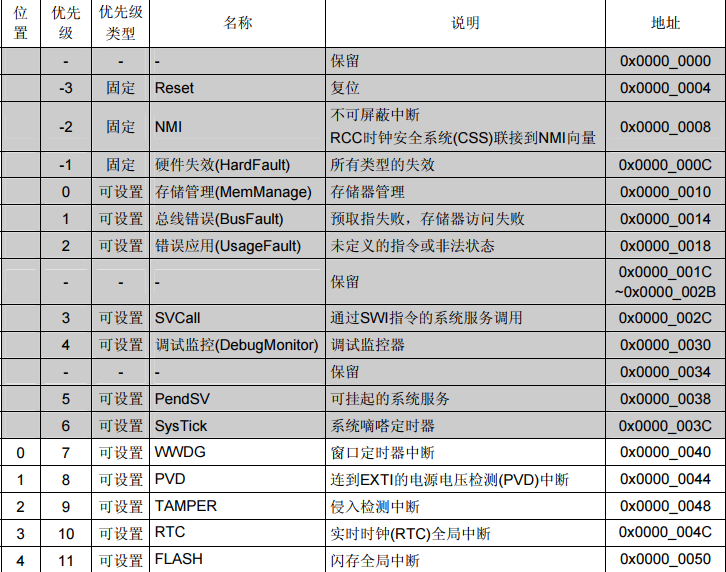 位置 优先级 优先级类型 名称 说明 地址
- - - 保留 0x0000_0000
-3 固定 Reset 复位 0x0000_0004
-2 固定 NMI 不可屏蔽中断 RCC时钟安全系统(CSS)联接到NMI向量 0x0000_0008
-1 固定 硬件失效(HardFault) 所有类型的失效 0x0000_000C
0 可设置 存储管理(MemManage) 存储器管理 0x0000_0010
1 可设置 总线错误(BusFault) 预取指失败，存储器访问失败 0x0000_0014
2 可设置 错误应用(UsageFault) 未定义的指令或非法状态 0x0000_0018
- - - 保留 0x0000_001C ~0x0000_002B
3 可设置 SVCall 通过SWI指令的系统服务调用 0x0000_002C
4 可设置 调试监控(DebugMonitor) 调试监控器 0x0000_0030
- - - 保留 0x0000_0034
5 可设置 PendSV 可挂起的系统服务 0x0000_0038
6 可设置 SysTick 系统嘀嗒定时器 0x0000_003C
0 7 可设置 WWDG 窗口定时器中断 0x0000_0040
1 8 可设置 PVD 连到EXTI的电源电压检测(PVD)中断 0x0000_0044
2 9 可设置 TAMPER 侵入检测中断 0x0000_0048
3 10 可设置 RTC 实时时钟(RTC)全局中断 0x0000_004C
4 11 可设置 FLASH 闪存全局中断 0x0000_0050